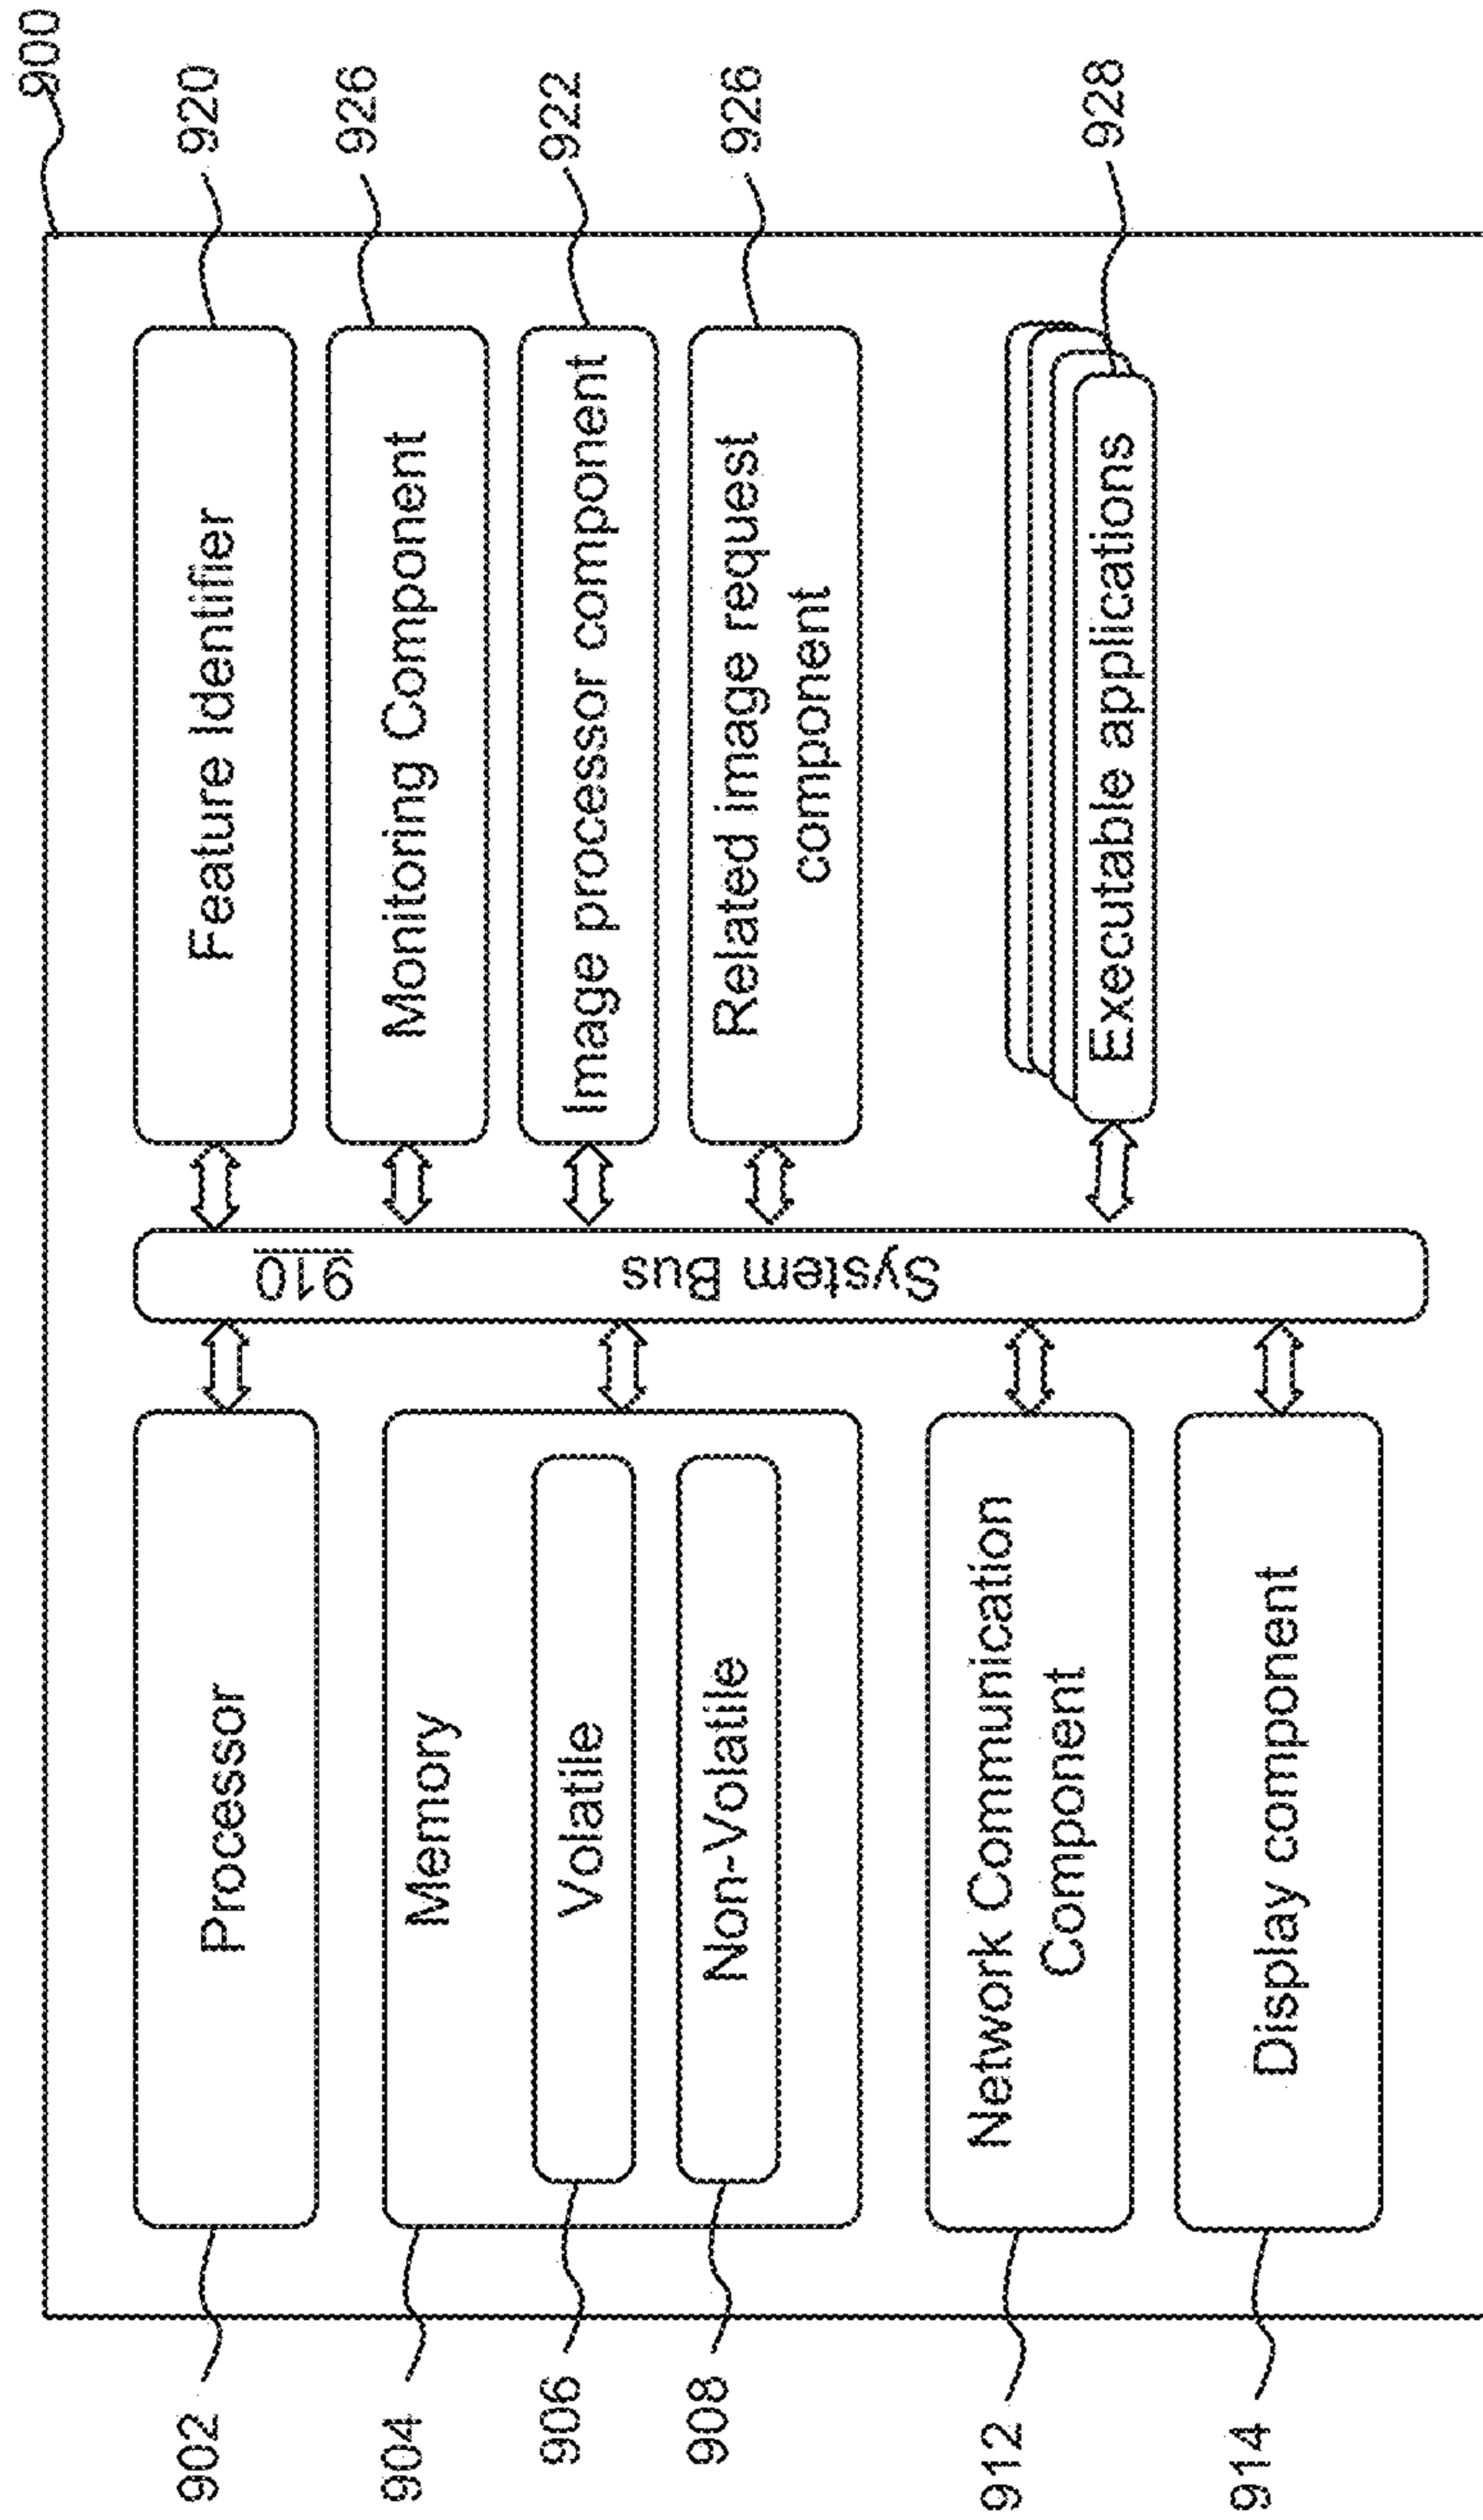 900
902
Processor
904
Memory
906
Volatile
908
Non-Volatile
912
Network Communication
Component
914
Display component
910
System Bus
Feature Identifier
920
Monitoring Component
926
Image processor component
922
Related image request
component
926
Executable applications
928